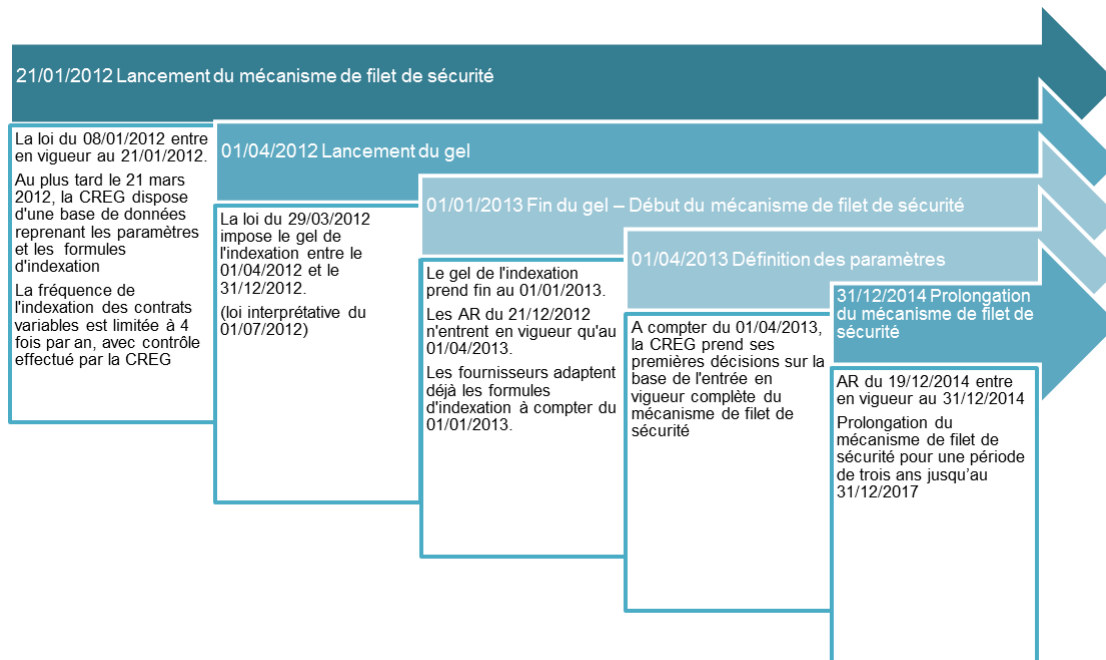 21/01/2012 Lancement du mécanisme de filet de sécurité
La loi du 08/01/2012 entre
en vigueur au 21/01/2012.
Au plus tard le 21 mars
2012, la CREG dispose
d'une base de données
reprenant les paramètres
et les formules
d'indexation
La fréquence de
l'indexation des contrats
variables est limitée à 4
fois par an, avec contrôle
effectué par la CREG
01/04/2012 Lancement du gel
La loi du 29/03/2012
impose le gel de
l'indexation entre le
01/04/2012 et le
31/12/2012.
(loi interprétative du
01/07/2012)
01/01/2013 Fin du gel – Début du mécanisme de filet de sécurité
Le gel de l'indexation
prend fin au 01/01/2013.
Les AR du 21/12/2012
n'entrent en vigueur qu'au
01/04/2013.
Les fournisseurs adaptent
déjà les formules
d'indexation à compter du
01/01/2013.
01/04/2013 Définition des paramètres
A compter du 01/04/2013,
la CREG prend ses
premières décisions sur la
base de l'entrée en
vigueur complète du
mécanisme de filet de
sécurité
31/12/2014 Prolongation
du mécanisme de filet de
sécurité
AR du 19/12/2014 entre
en vigueur au 31/12/2014
Prolongation du
mécanisme de filet de
sécurité pour une période
de trois ans jusqu’au
31/12/2017